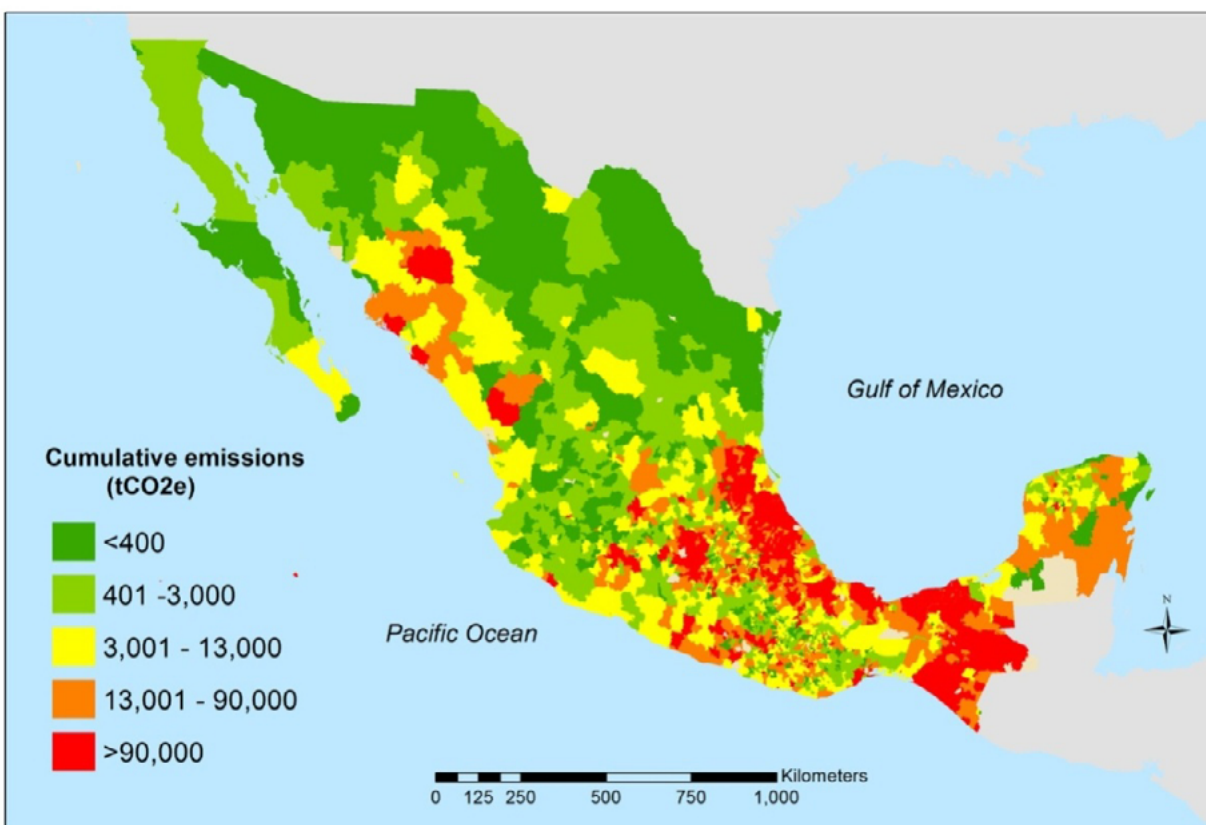 Gulf of Mexico
Cumulative emissions
(tCO2e)
<400
401 -3,000
3,001 - 13,000
13,001 - 90,000
>90,000
Pacific Ocean
N
Kilometers
0 125 250 500 750 1,000